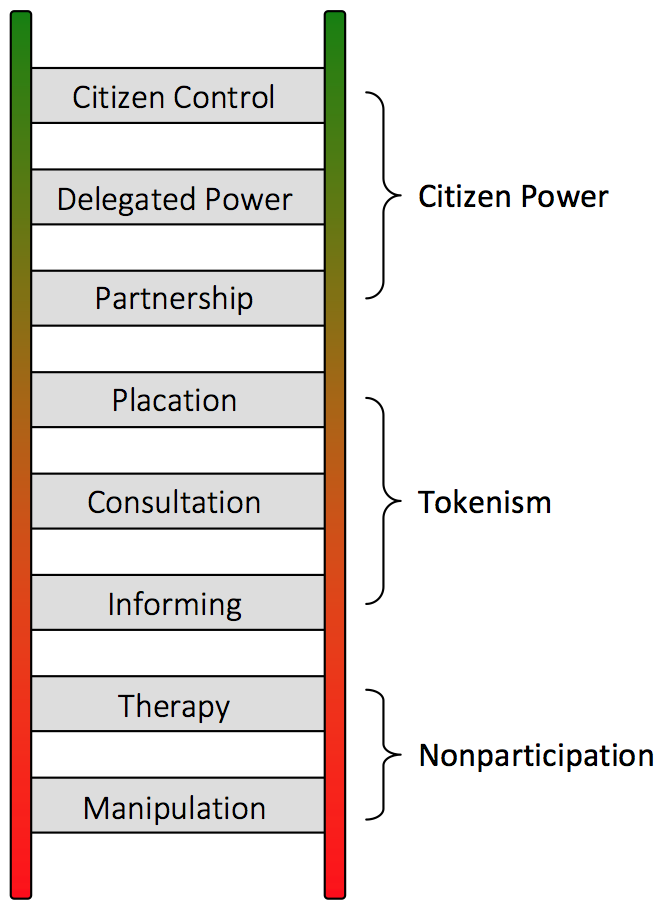 Citizen Control
Delegated Power
Partnership
Citizen Power
Placation
Consultation
Informing
Tokenism
Therapy
Manipulation
Nonparticipation